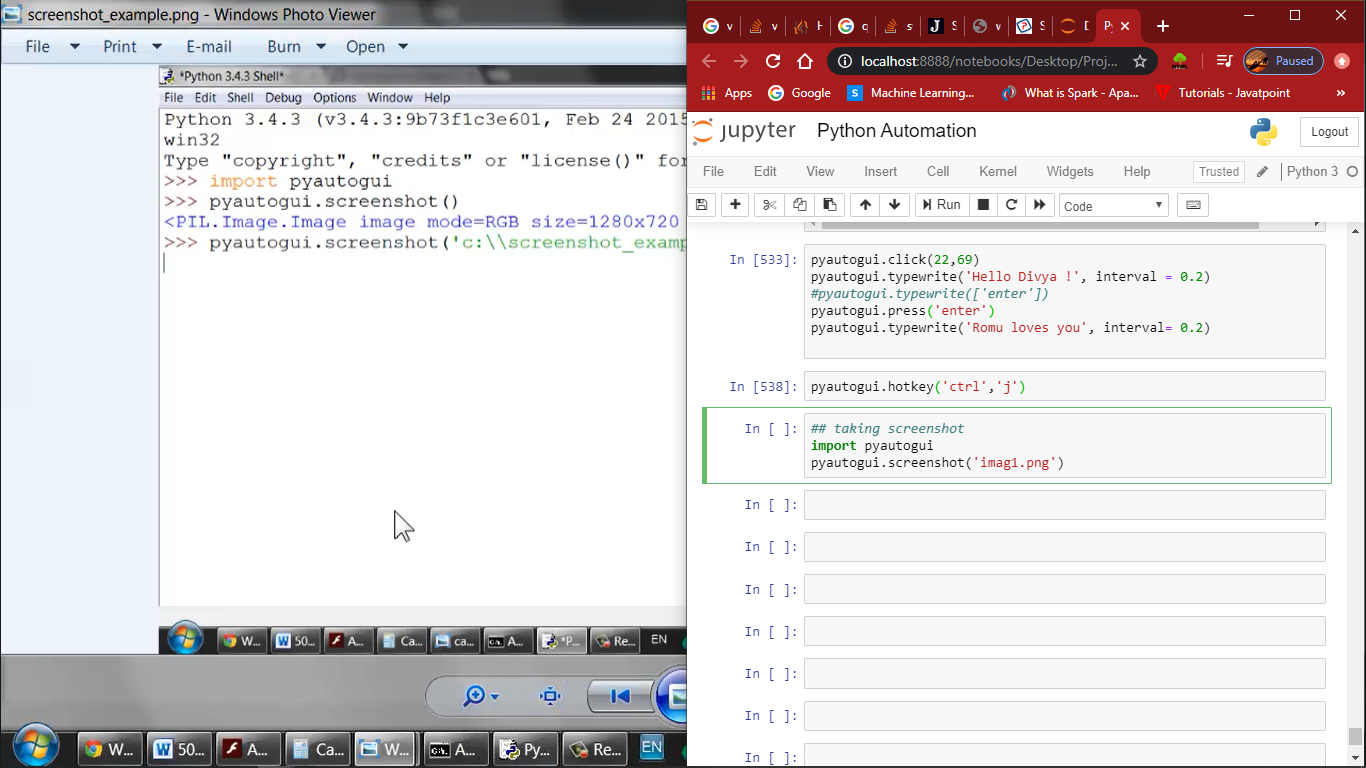 screenshot_example.png - Windows Photo Viewer
File Print E-mail Burn Open
*Python 3.4.3 Shell*
File Edit Shell Debug Options Window Help
Python 3.4.3 (v3.4.3:9b73f1c3e601, Feb 24 2015
win32
Type "copyright", "credits" or "license()" for
>>> import pyautogui
>>> pyautogui.screenshot()
<PIL.Image.Image image mode=RGB size=1280x720
>>> pyautogui.screenshot('c:\\screenshot_examp
W... 50... A... Ca... ca... A... *P... Re... EN
W... 50... A... Ca... W... A... Py... Re... EN
localhost:8888/notebooks/Desktop/Proj...
Paused
Apps Google Machine Learning... What is Spark - Apa... Tutorials - Javatpoint »
jupyter Python Automation
Logout
File Edit View Insert Cell Kernel Widgets Help Trusted Python 3
Run Code
In [533]: pyautogui.click(22,69)
pyautogui.typewrite('Hello Divya !', interval = 0.2)
#pyautogui.typewrite(['enter'])
pyautogui.press('enter')
pyautogui.typewrite('Romu loves you', interval= 0.2)
In [538]: pyautogui.hotkey('ctrl','j')
In [ ]: ## taking screenshot
import pyautogui
pyautogui.screenshot('imag1.png')
In [ ]:
In [ ]:
In [ ]:
In [ ]:
In [ ]:
In [ ]:
In [ ]: